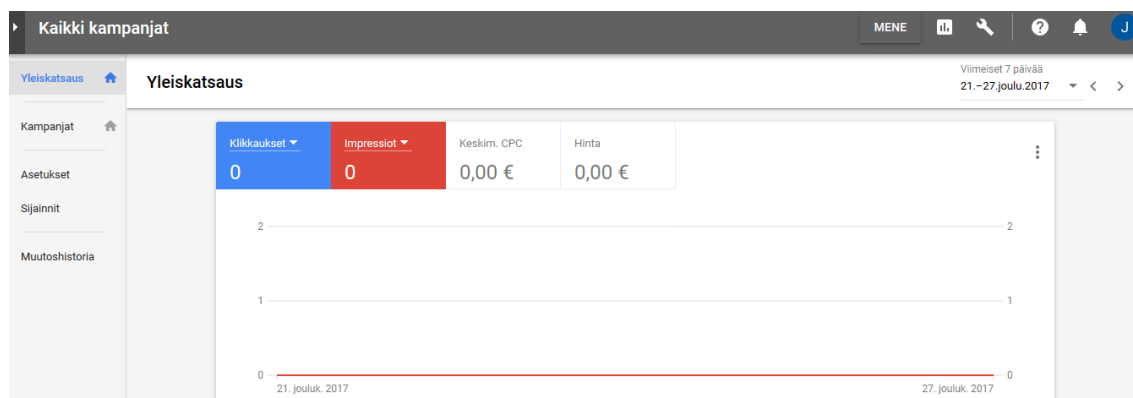 Kaikki kampanjat
MENE
J
Yleiskatsaus
Kampanjat
Asetukset
Sijainnit
Muutoshistoria
Yleiskatsaus
Viimeiset 7 päivää
21.–27.joulu.2017
Klikkaukset
0
Impressiot
0
Keskim. CPC
0,00 €
Hinta
0,00 €
2
2
1
1
0
0
21. jouluk. 2017
27. jouluk. 2017